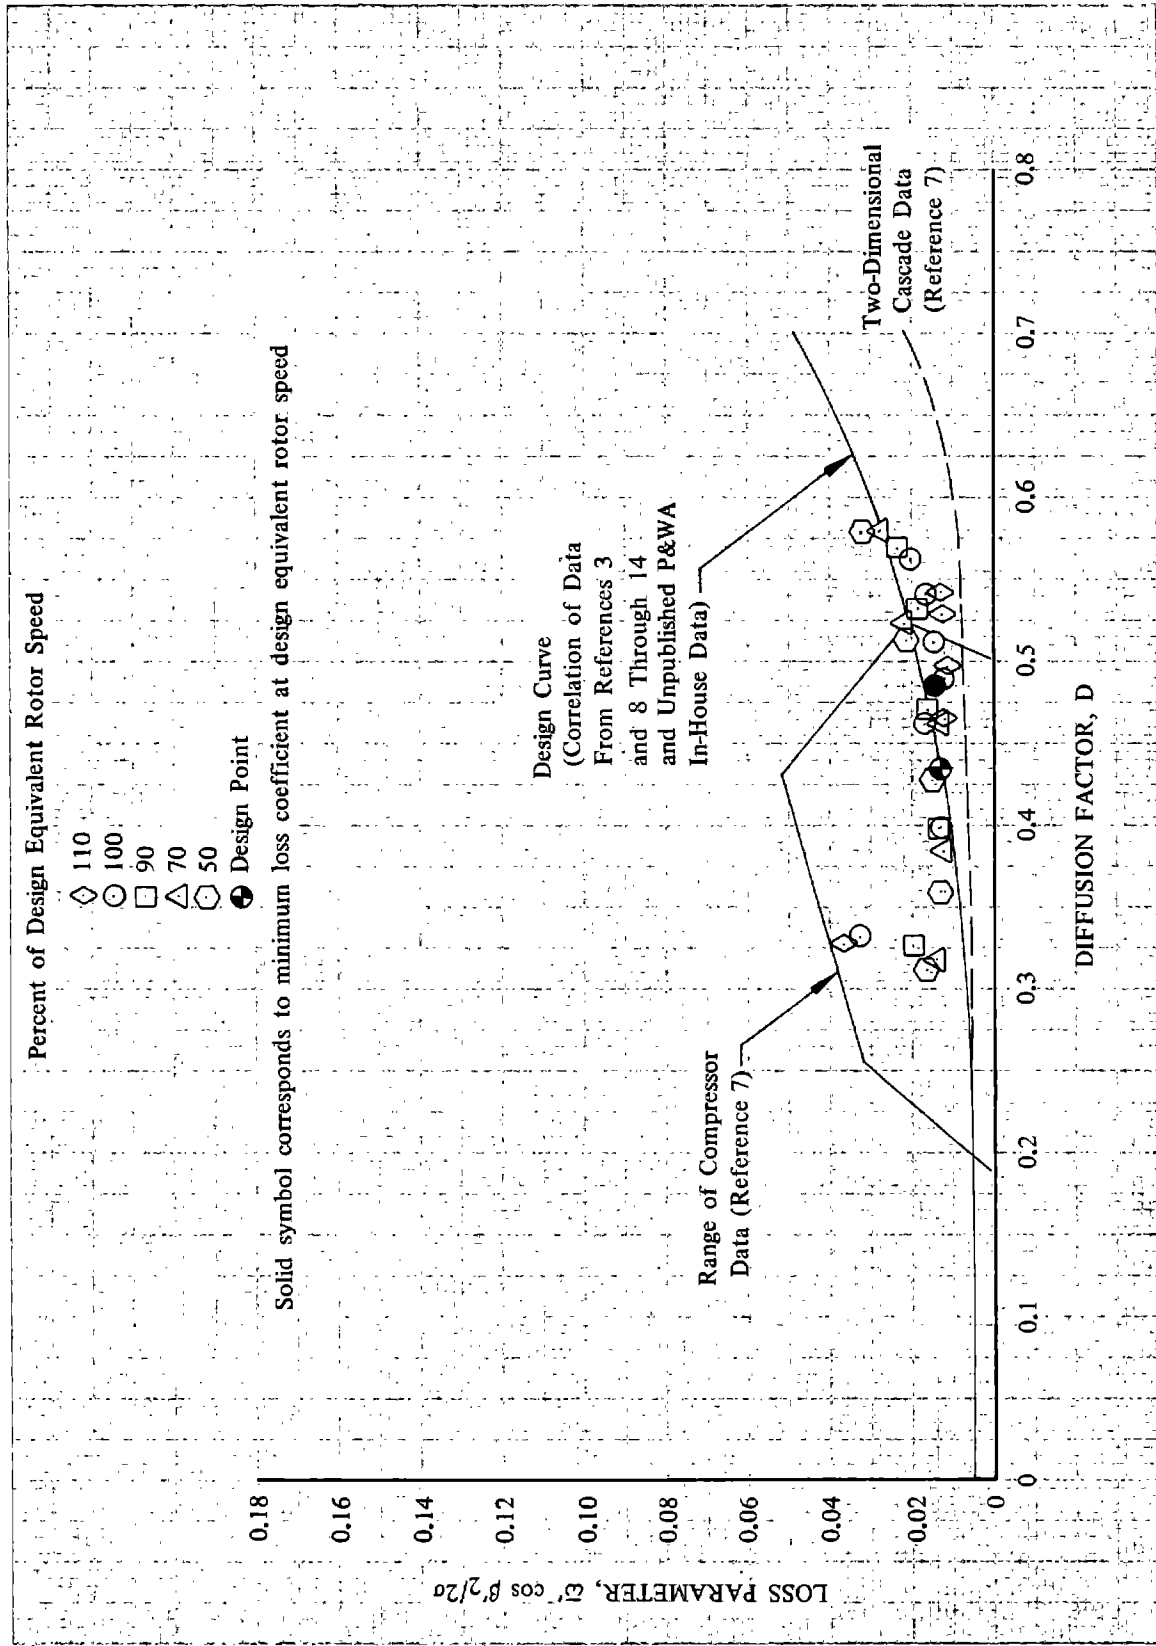 Percent of Design Equivalent Rotor Speed
110
100
90
70
50
Design Point
Solid symbol corresponds to minimum loss coefficient at design equivalent rotor speed
Design Curve
(Correlation of Data
From References 3
and 8 Through 14
and Unpublished P&WA
In-House Data)
Range of Compressor
Data (Reference 7)
Two-Dimensional
Cascade Data
(Reference 7)
LOSS PARAMETER, ω̅′ cos β′₂/2σ
0.18
0.16
0.14
0.12
0.10
0.08
0.06
0.04
0.02
0
0
0.1
0.2
0.3
0.4
0.5
0.6
0.7
0.8
DIFFUSION FACTOR, D